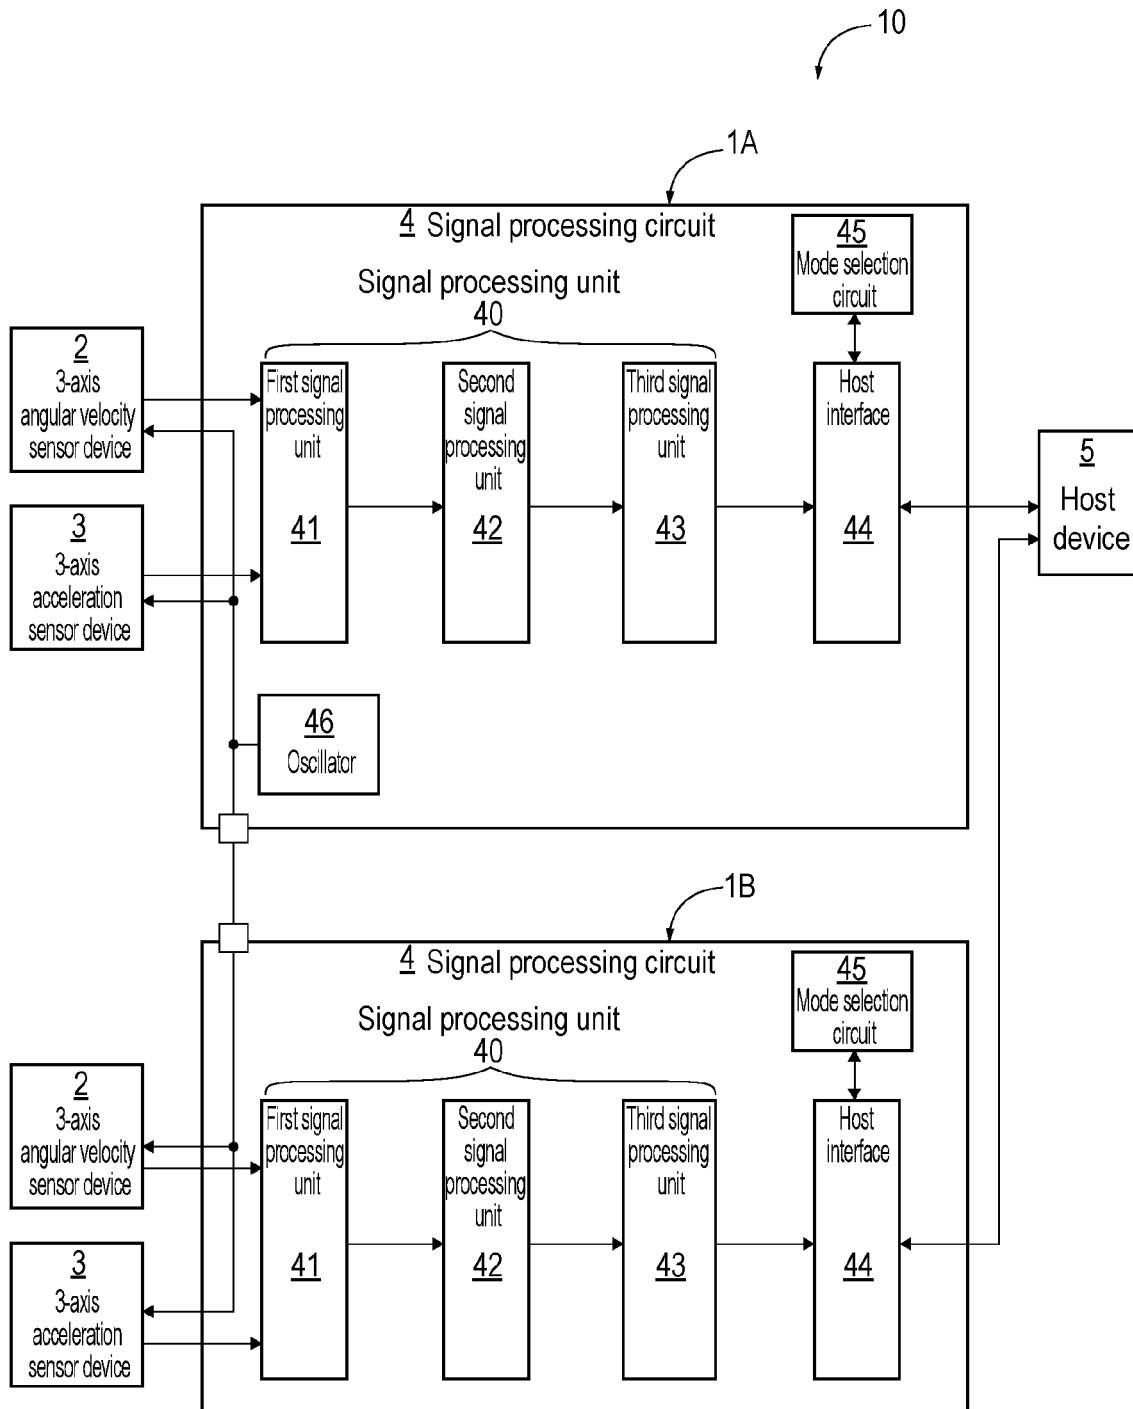 10
1A
4 Signal processing circuit
45
Mode selection
circuit
Signal processing unit
40
2
3-axis
angular velocity
sensor device
3
3-axis
acceleration
sensor device
First signal
processing
unit
41
Second
signal
processing
unit
42
Third signal
processing
unit
43
Host
interface
44
5
Host
device
46
Oscillator
1B
4 Signal processing circuit
45
Mode selection
circuit
Signal processing unit
40
2
3-axis
angular velocity
sensor device
3
3-axis
acceleration
sensor device
First signal
processing
unit
41
Second
signal
processing
unit
42
Third signal
processing
unit
43
Host
interface
44